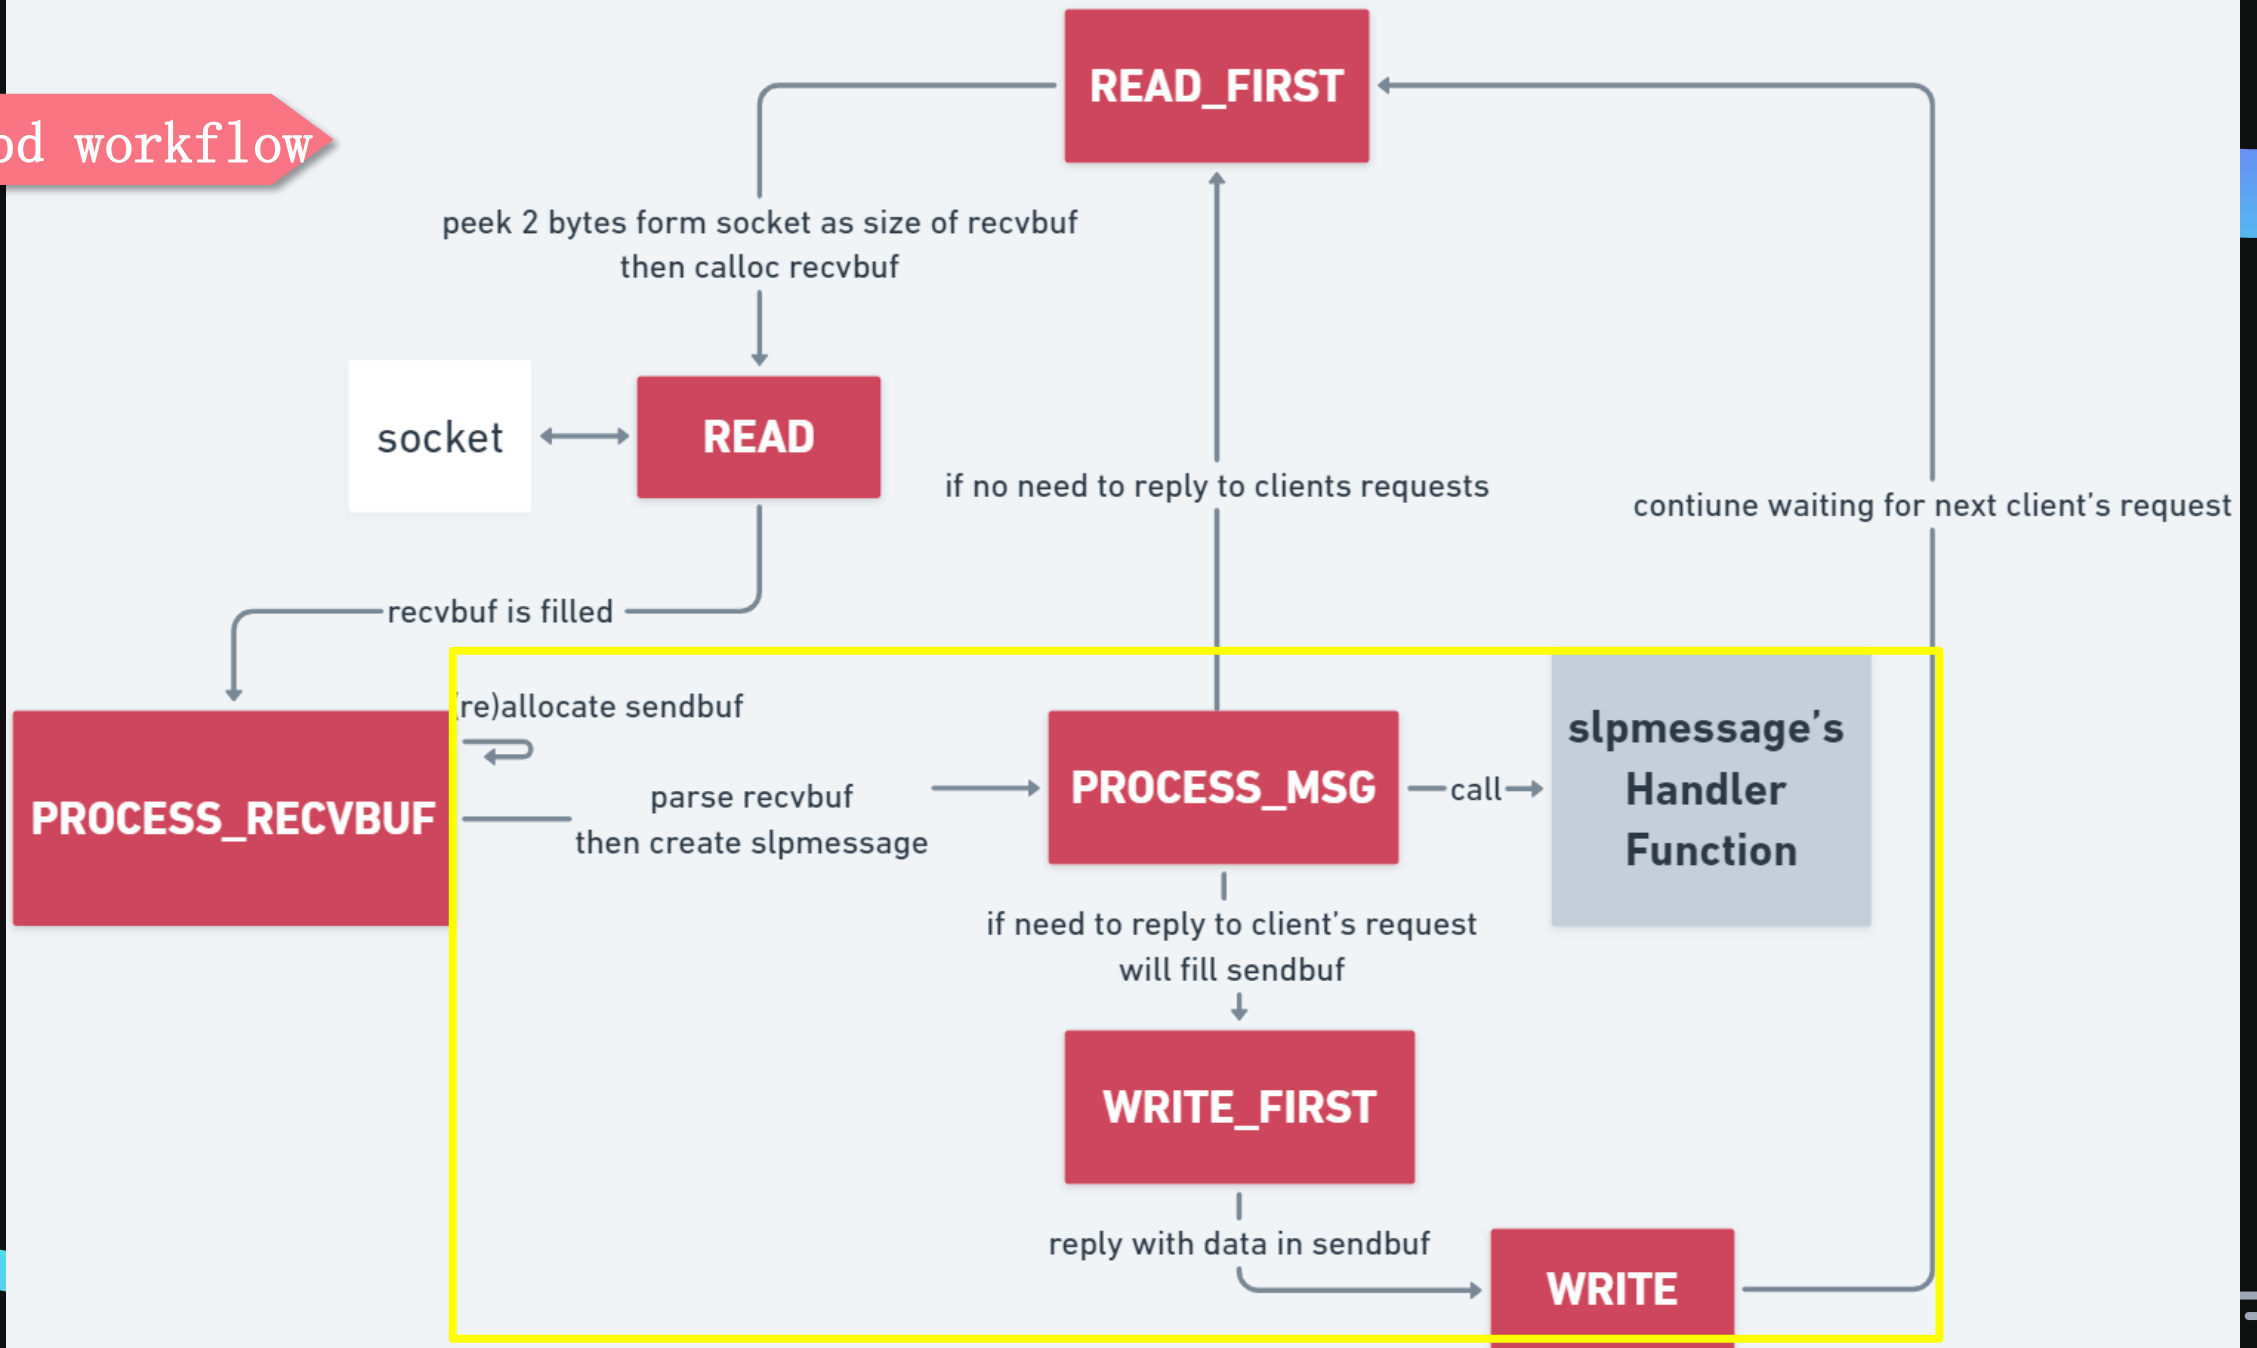 READ_FIRST
workflow
peek 2 bytes form socket as size of recvbuf
then calloc recvbuf
socket
READ
if no need to reply to clients requests
contiune waiting for next client's request
recvbuf is filled
(re)allocate sendbuf
PROCESS_RECVBUF
parse recvbuf
then create slpmessage
PROCESS_MSG
call
slpmessage's
Handler
Function
if need to reply to client's request
will fill sendbuf
WRITE_FIRST
reply with data in sendbuf
WRITE